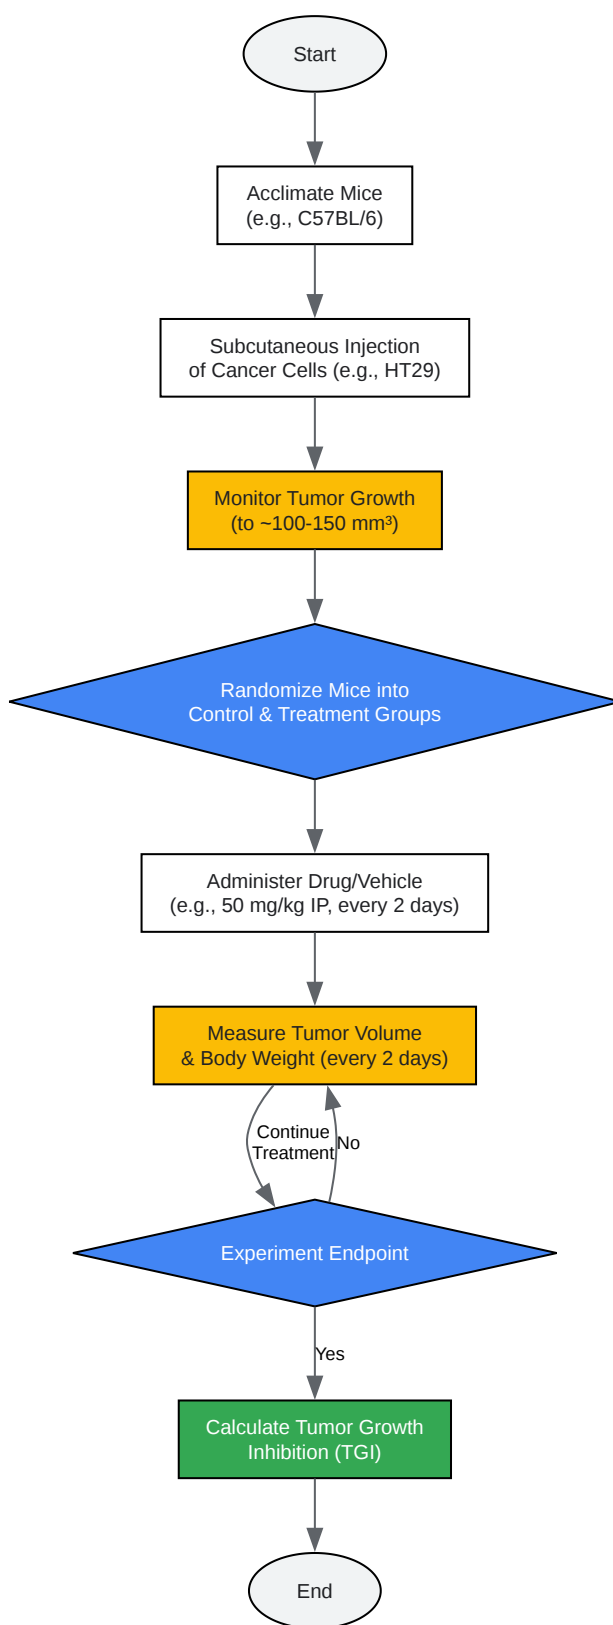 Start
Acclimate Mice
(e.g., C57BL/6)
Subcutaneous Injection
of Cancer Cells (e.g., HT29)
Monitor Tumor Growth
(to ~100-150 mm³)
Randomize Mice into
Control & Treatment Groups
Administer Drug/Vehicle
(e.g., 50 mg/kg IP, every 2 days)
Measure Tumor Volume
& Body Weight (every 2 days)
Continue
Treatment
No
Experiment Endpoint
Yes
Calculate Tumor Growth
Inhibition (TGI)
End